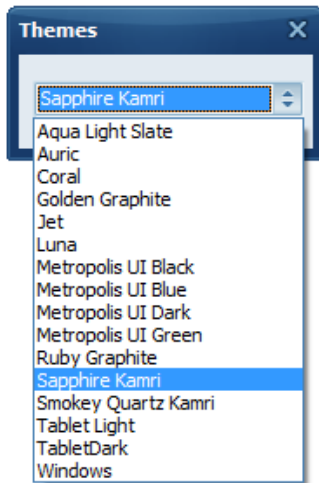 Themes
Sapphire Kamri
Aqua Light Slate
Auric
Coral
Golden Graphite
Jet
Luna
Metropolis UI Black
Metropolis UI Blue
Metropolis UI Dark
Metropolis UI Green
Ruby Graphite
Sapphire Kamri
Smokey Quartz Kamri
Tablet Light
TabletDark
Windows